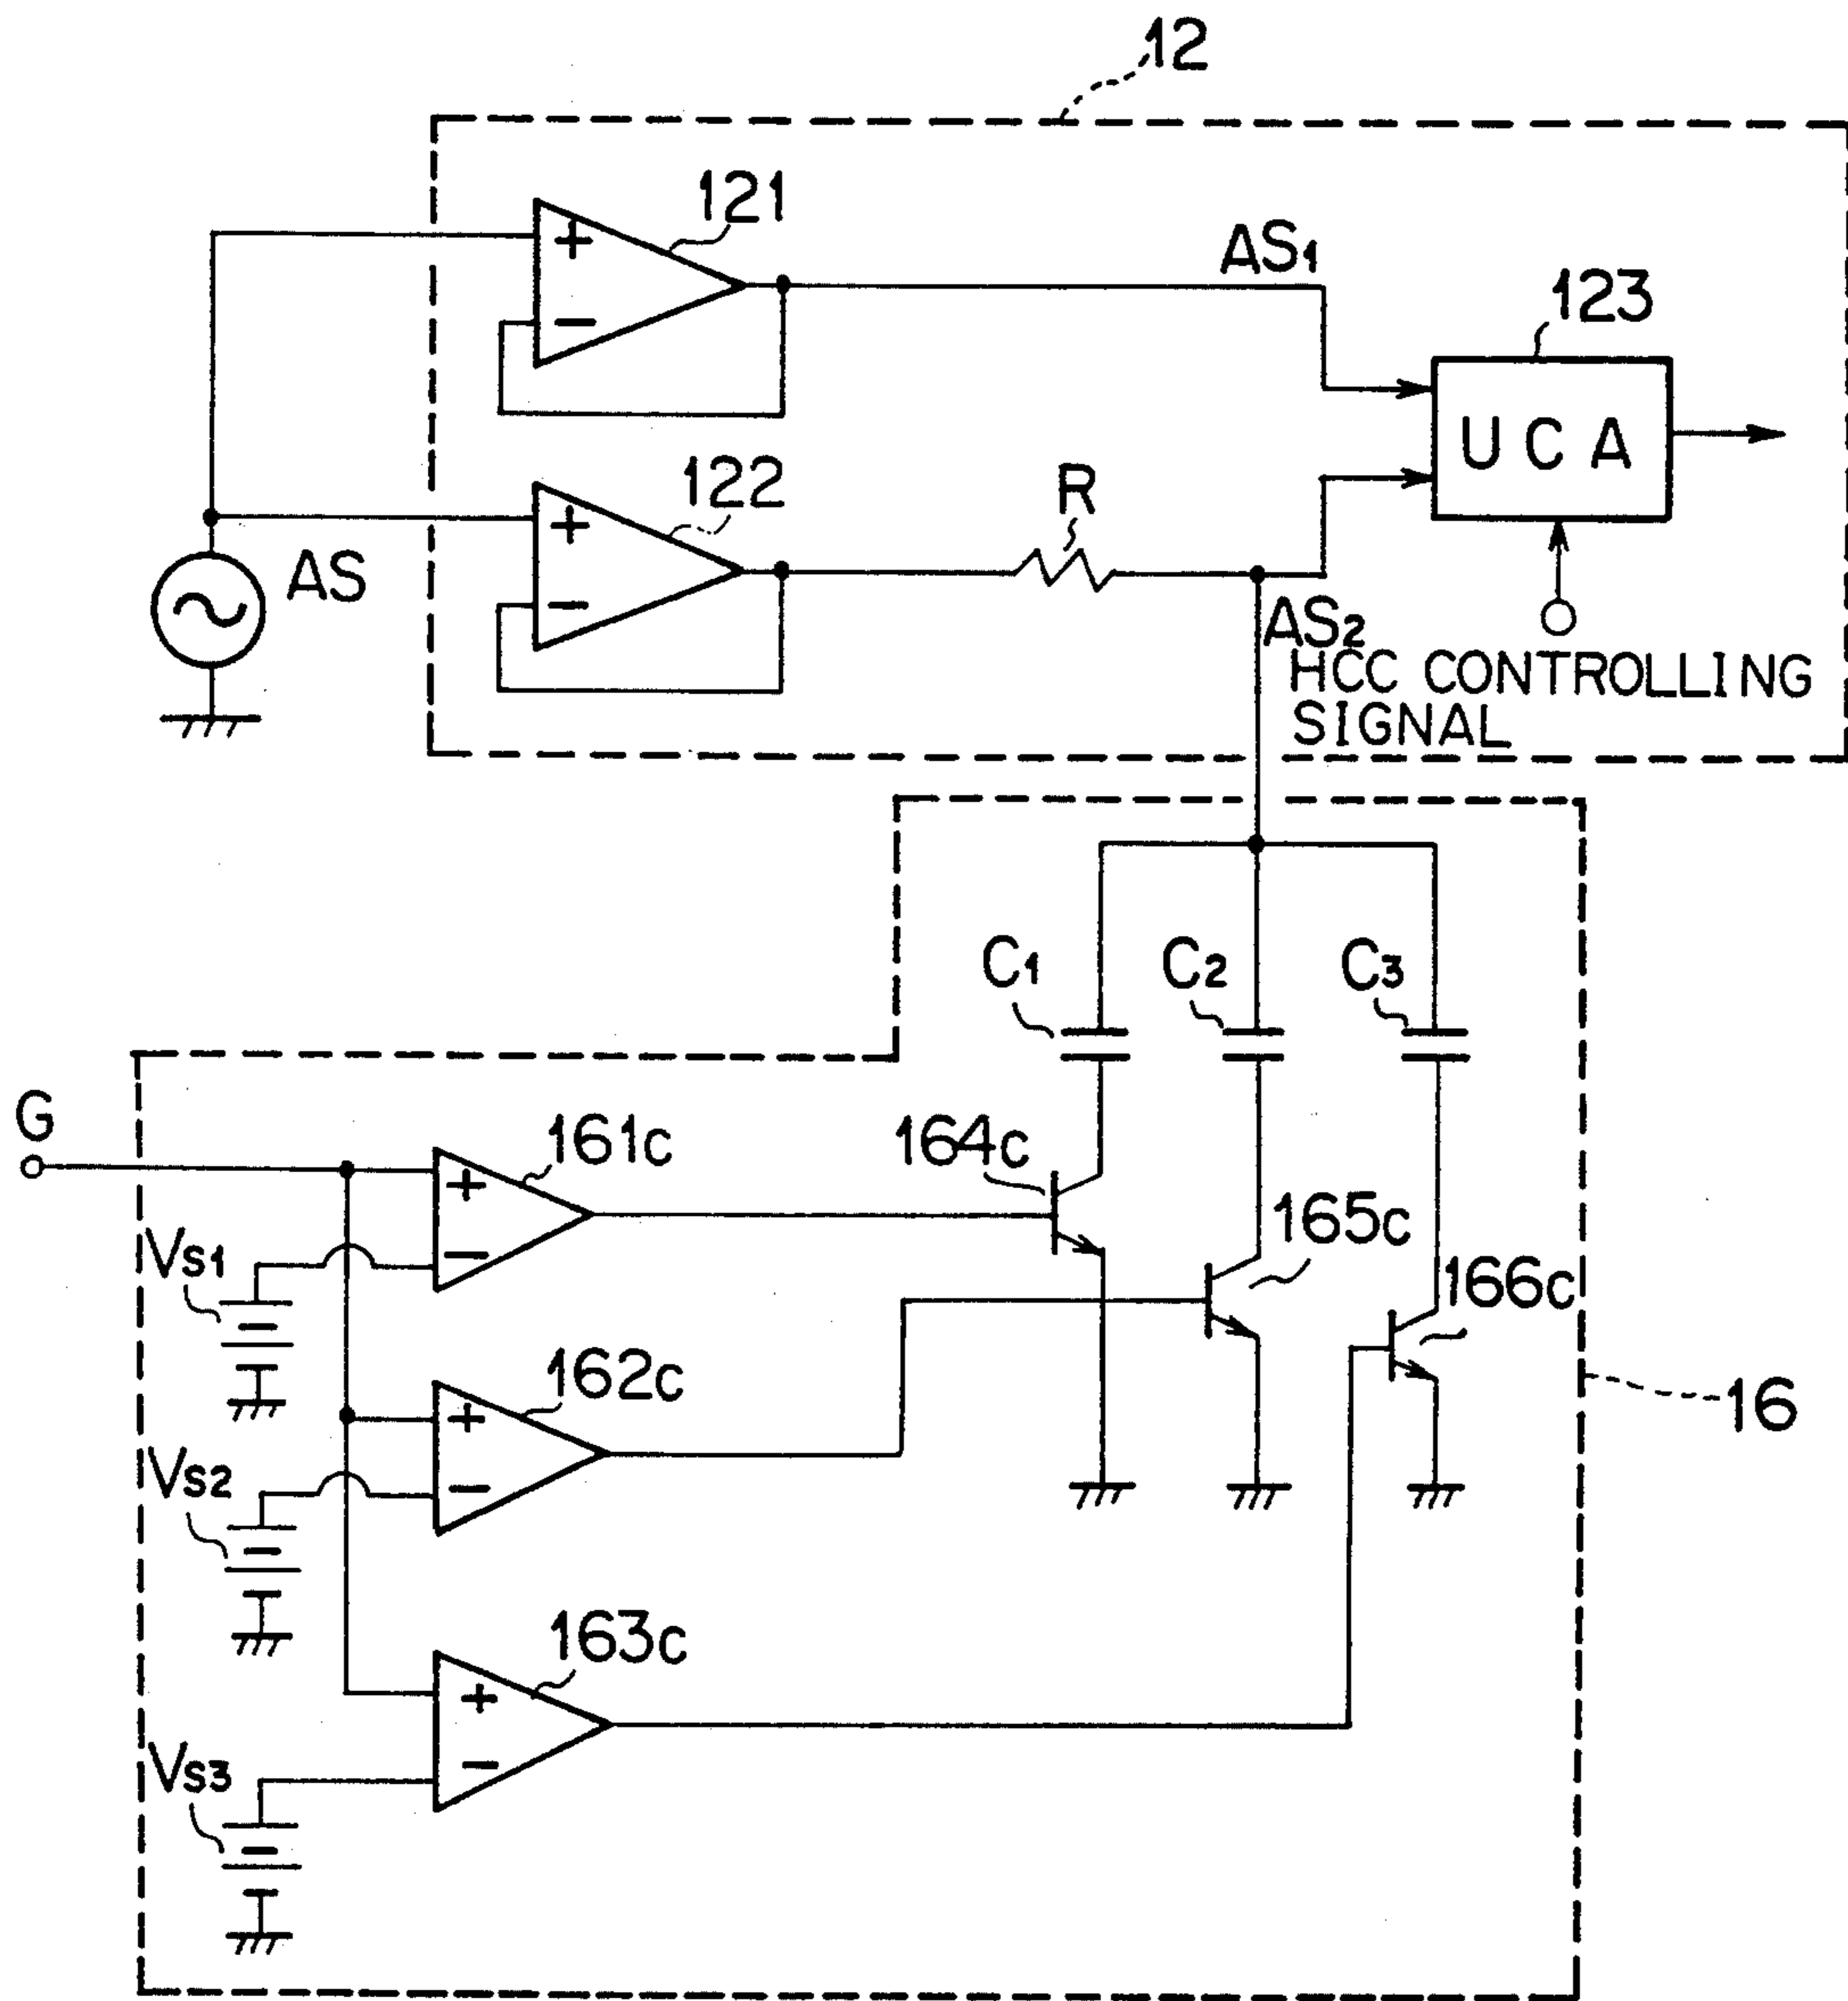 12
121
AS1
123
+
−
UCA
122
R
+
AS
−
AS2
HCC CONTROLLING
SIGNAL
C1
C2
C3
G
161c
164c
+
165c
Vs1
−
166c
162c
16
+
Vs2
−
163c
+
Vs3
−